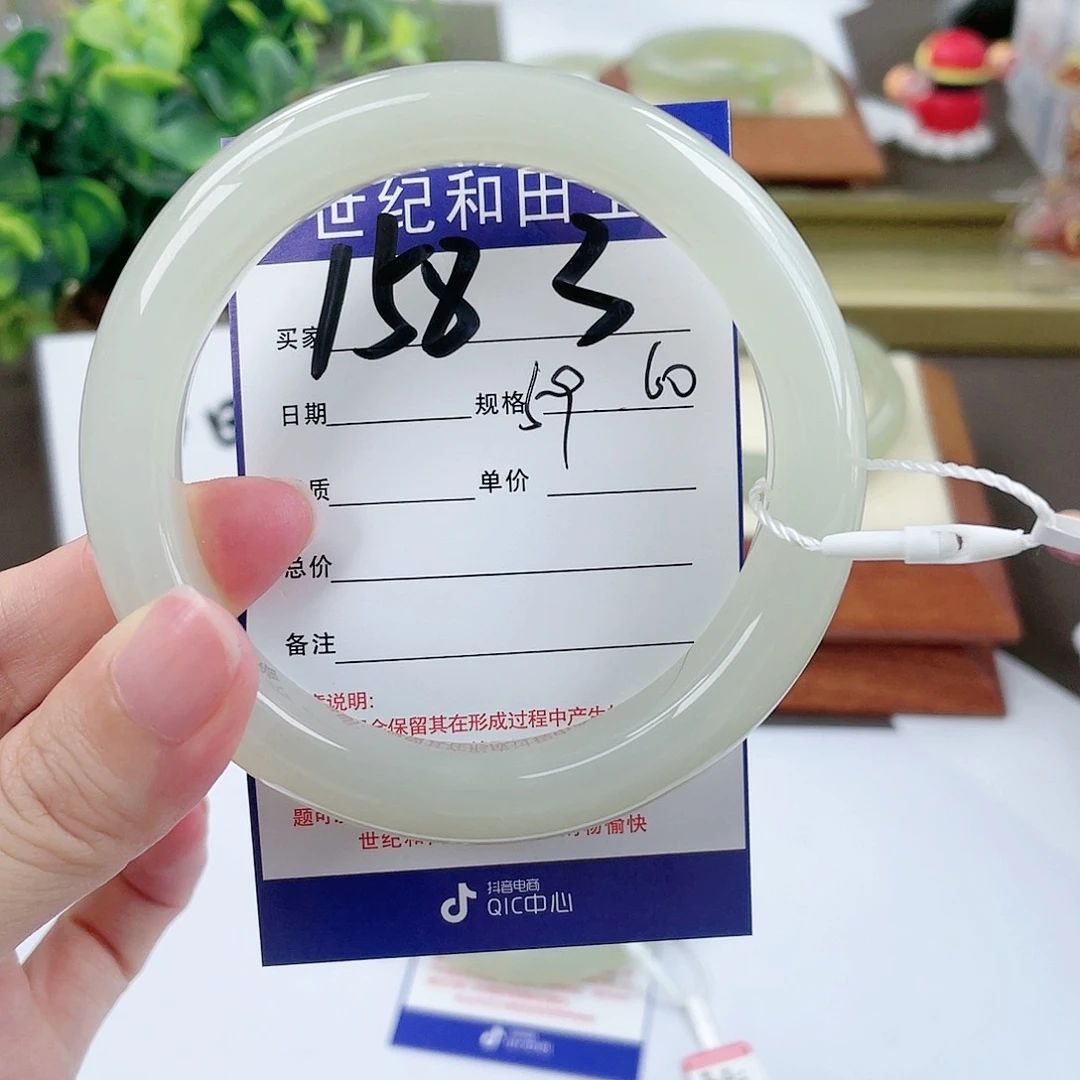 世纪和田
158 3
买家
日期 规格 59 60
质 单价
总价
备注
说明:
保留其在形成过程中产生
世纪和 愉快
抖音电商
QIC中心